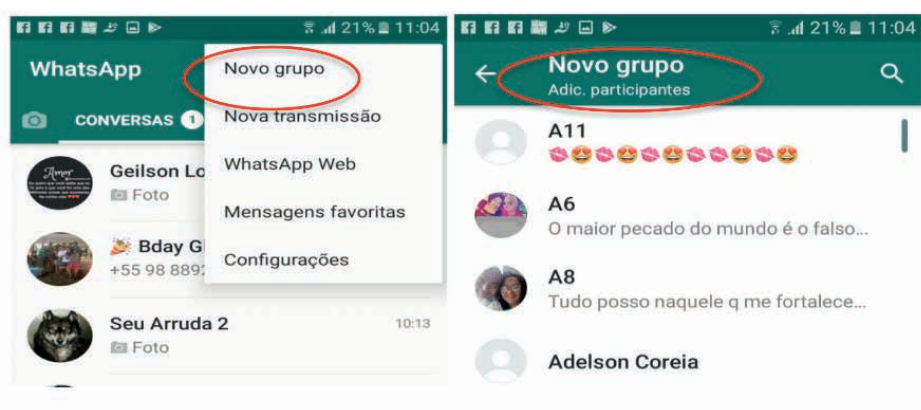 21% 11:04
WhatsApp
Novo grupo
CONVERSAS 1
Nova transmissão
Geilson Lo
Foto
WhatsApp Web
Mensagens favoritas
Bday G
+55 98 889
Configurações
Seu Arruda 2
10:13
Foto
21% 11:04
Novo grupo
Adic. participantes
A11
A6
O maior pecado do mundo é o falso...
A8
Tudo posso naquele q me fortalece...
Adelson Coreia